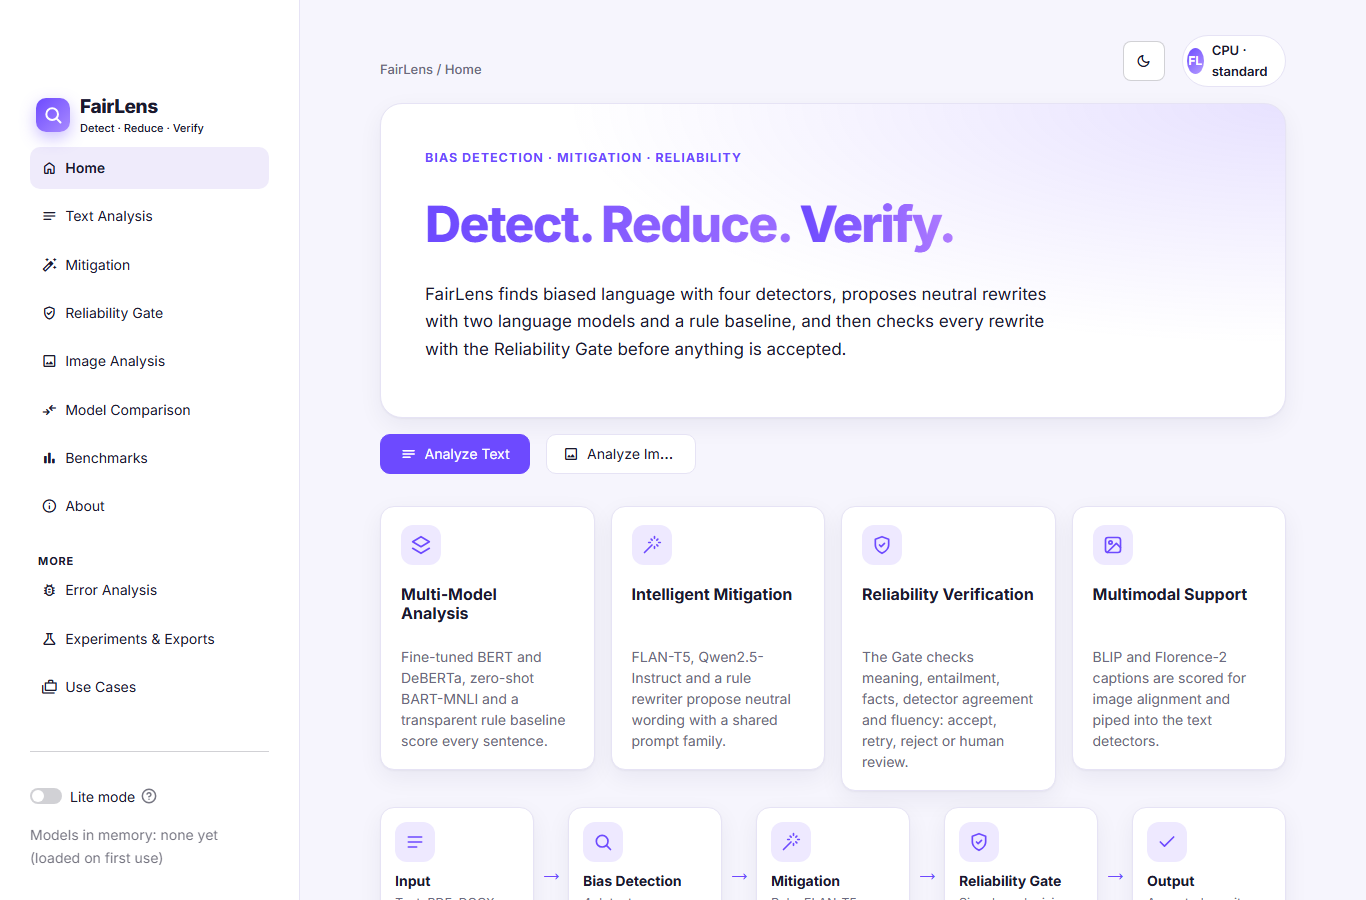 FairLens
Detect · Reduce · Verify
Home
Text Analysis
Mitigation
Reliability Gate
Image Analysis
Model Comparison
Benchmarks
About
MORE
Error Analysis
Experiments & Exports
Use Cases
Lite mode
Models in memory: none yet
(loaded on first use)
FairLens / Home
FL
CPU ·
standard
BIAS DETECTION · MITIGATION · RELIABILITY
Detect. Reduce. Verify.
FairLens finds biased language with four detectors, proposes neutral rewrites
with two language models and a rule baseline, and then checks every rewrite
with the Reliability Gate before anything is accepted.
Analyze Text
Analyze Im...
Multi-Model
Analysis
Fine-tuned BERT and
DeBERTa, zero-shot
BART-MNLI and a
transparent rule baseline
score every sentence.
Intelligent Mitigation
FLAN-T5, Qwen2.5-
Instruct and a rule
rewriter propose neutral
wording with a shared
prompt family.
Reliability Verification
The Gate checks
meaning, entailment,
facts, detector agreement
and fluency: accept,
retry, reject or human
review.
Multimodal Support
BLIP and Florence-2
captions are scored for
image alignment and
piped into the text
detectors.
Input
Bias Detection
Mitigation
Reliability Gate
Output